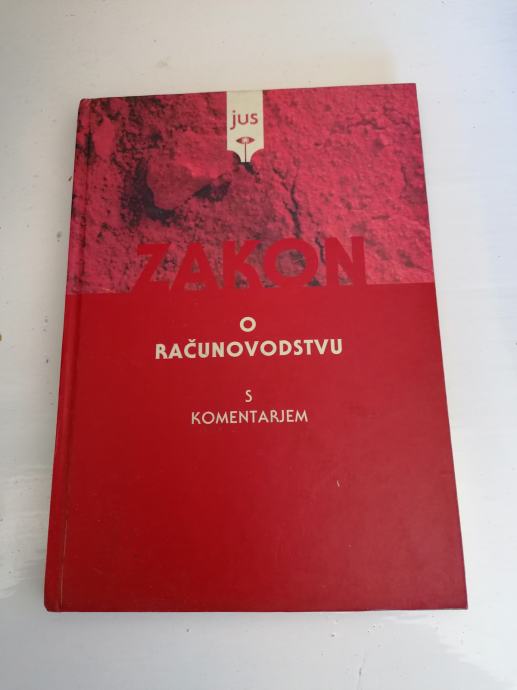 jus
ZAKON
O
RAČUNOVODSTVU
S
KOMENTARJEM